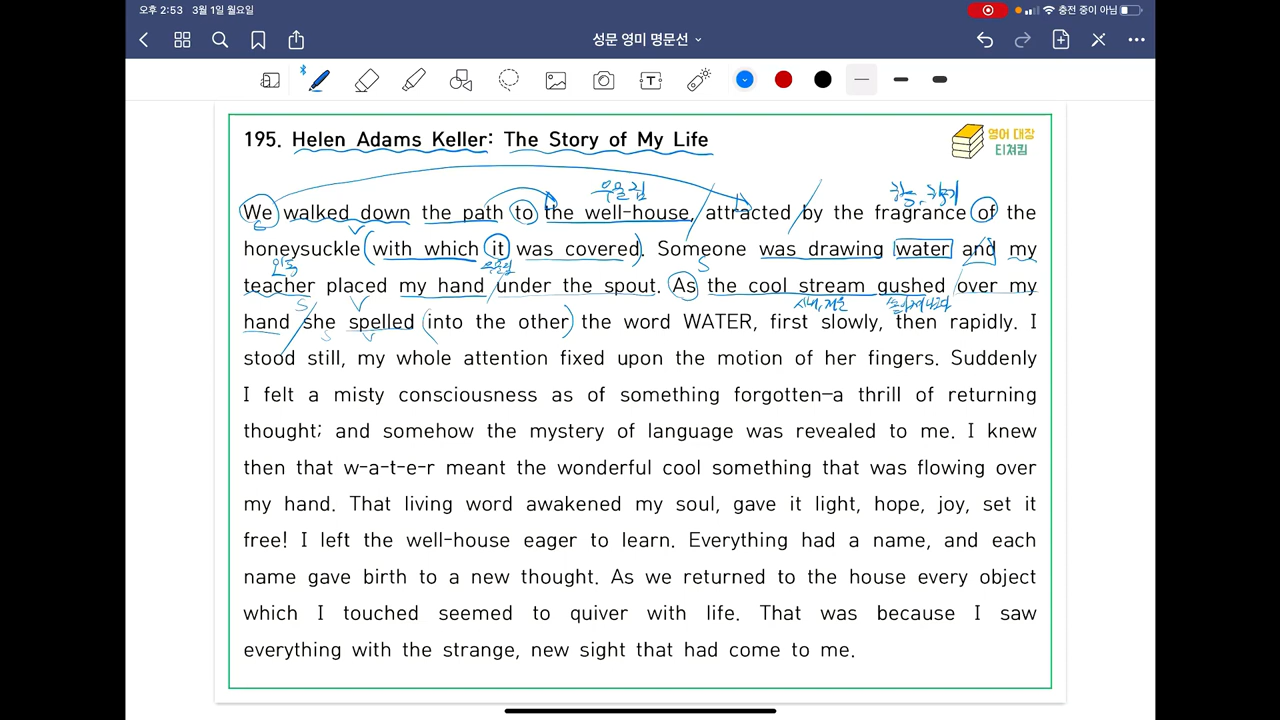 오후 2:53 3월 1일 월요일
충전 중이 아님
성문 영미 명문선
T
195. Helen Adams Keller: The Story of My Life
영어 대장
티쳐킴
우물집
We walked down the path to the well-house, attracted by the fragrance of the
honeysuckle (with which it was covered). Someone was drawing water and my
우물집
S
teacher placed my hand under the spout. As the cool stream gushed over my
S V
hand she spelled (into the other) the word WATER, first slowly, then rapidly. I
S V
stood still, my whole attention fixed upon the motion of her fingers. Suddenly
I felt a misty consciousness as of something forgotten—a thrill of returning
thought; and somehow the mystery of language was revealed to me. I knew
then that w-a-t-e-r meant the wonderful cool something that was flowing over
my hand. That living word awakened my soul, gave it light, hope, joy, set it
free! I left the well-house eager to learn. Everything had a name, and each
name gave birth to a new thought. As we returned to the house every object
which I touched seemed to quiver with life. That was because I saw
everything with the strange, new sight that had come to me.